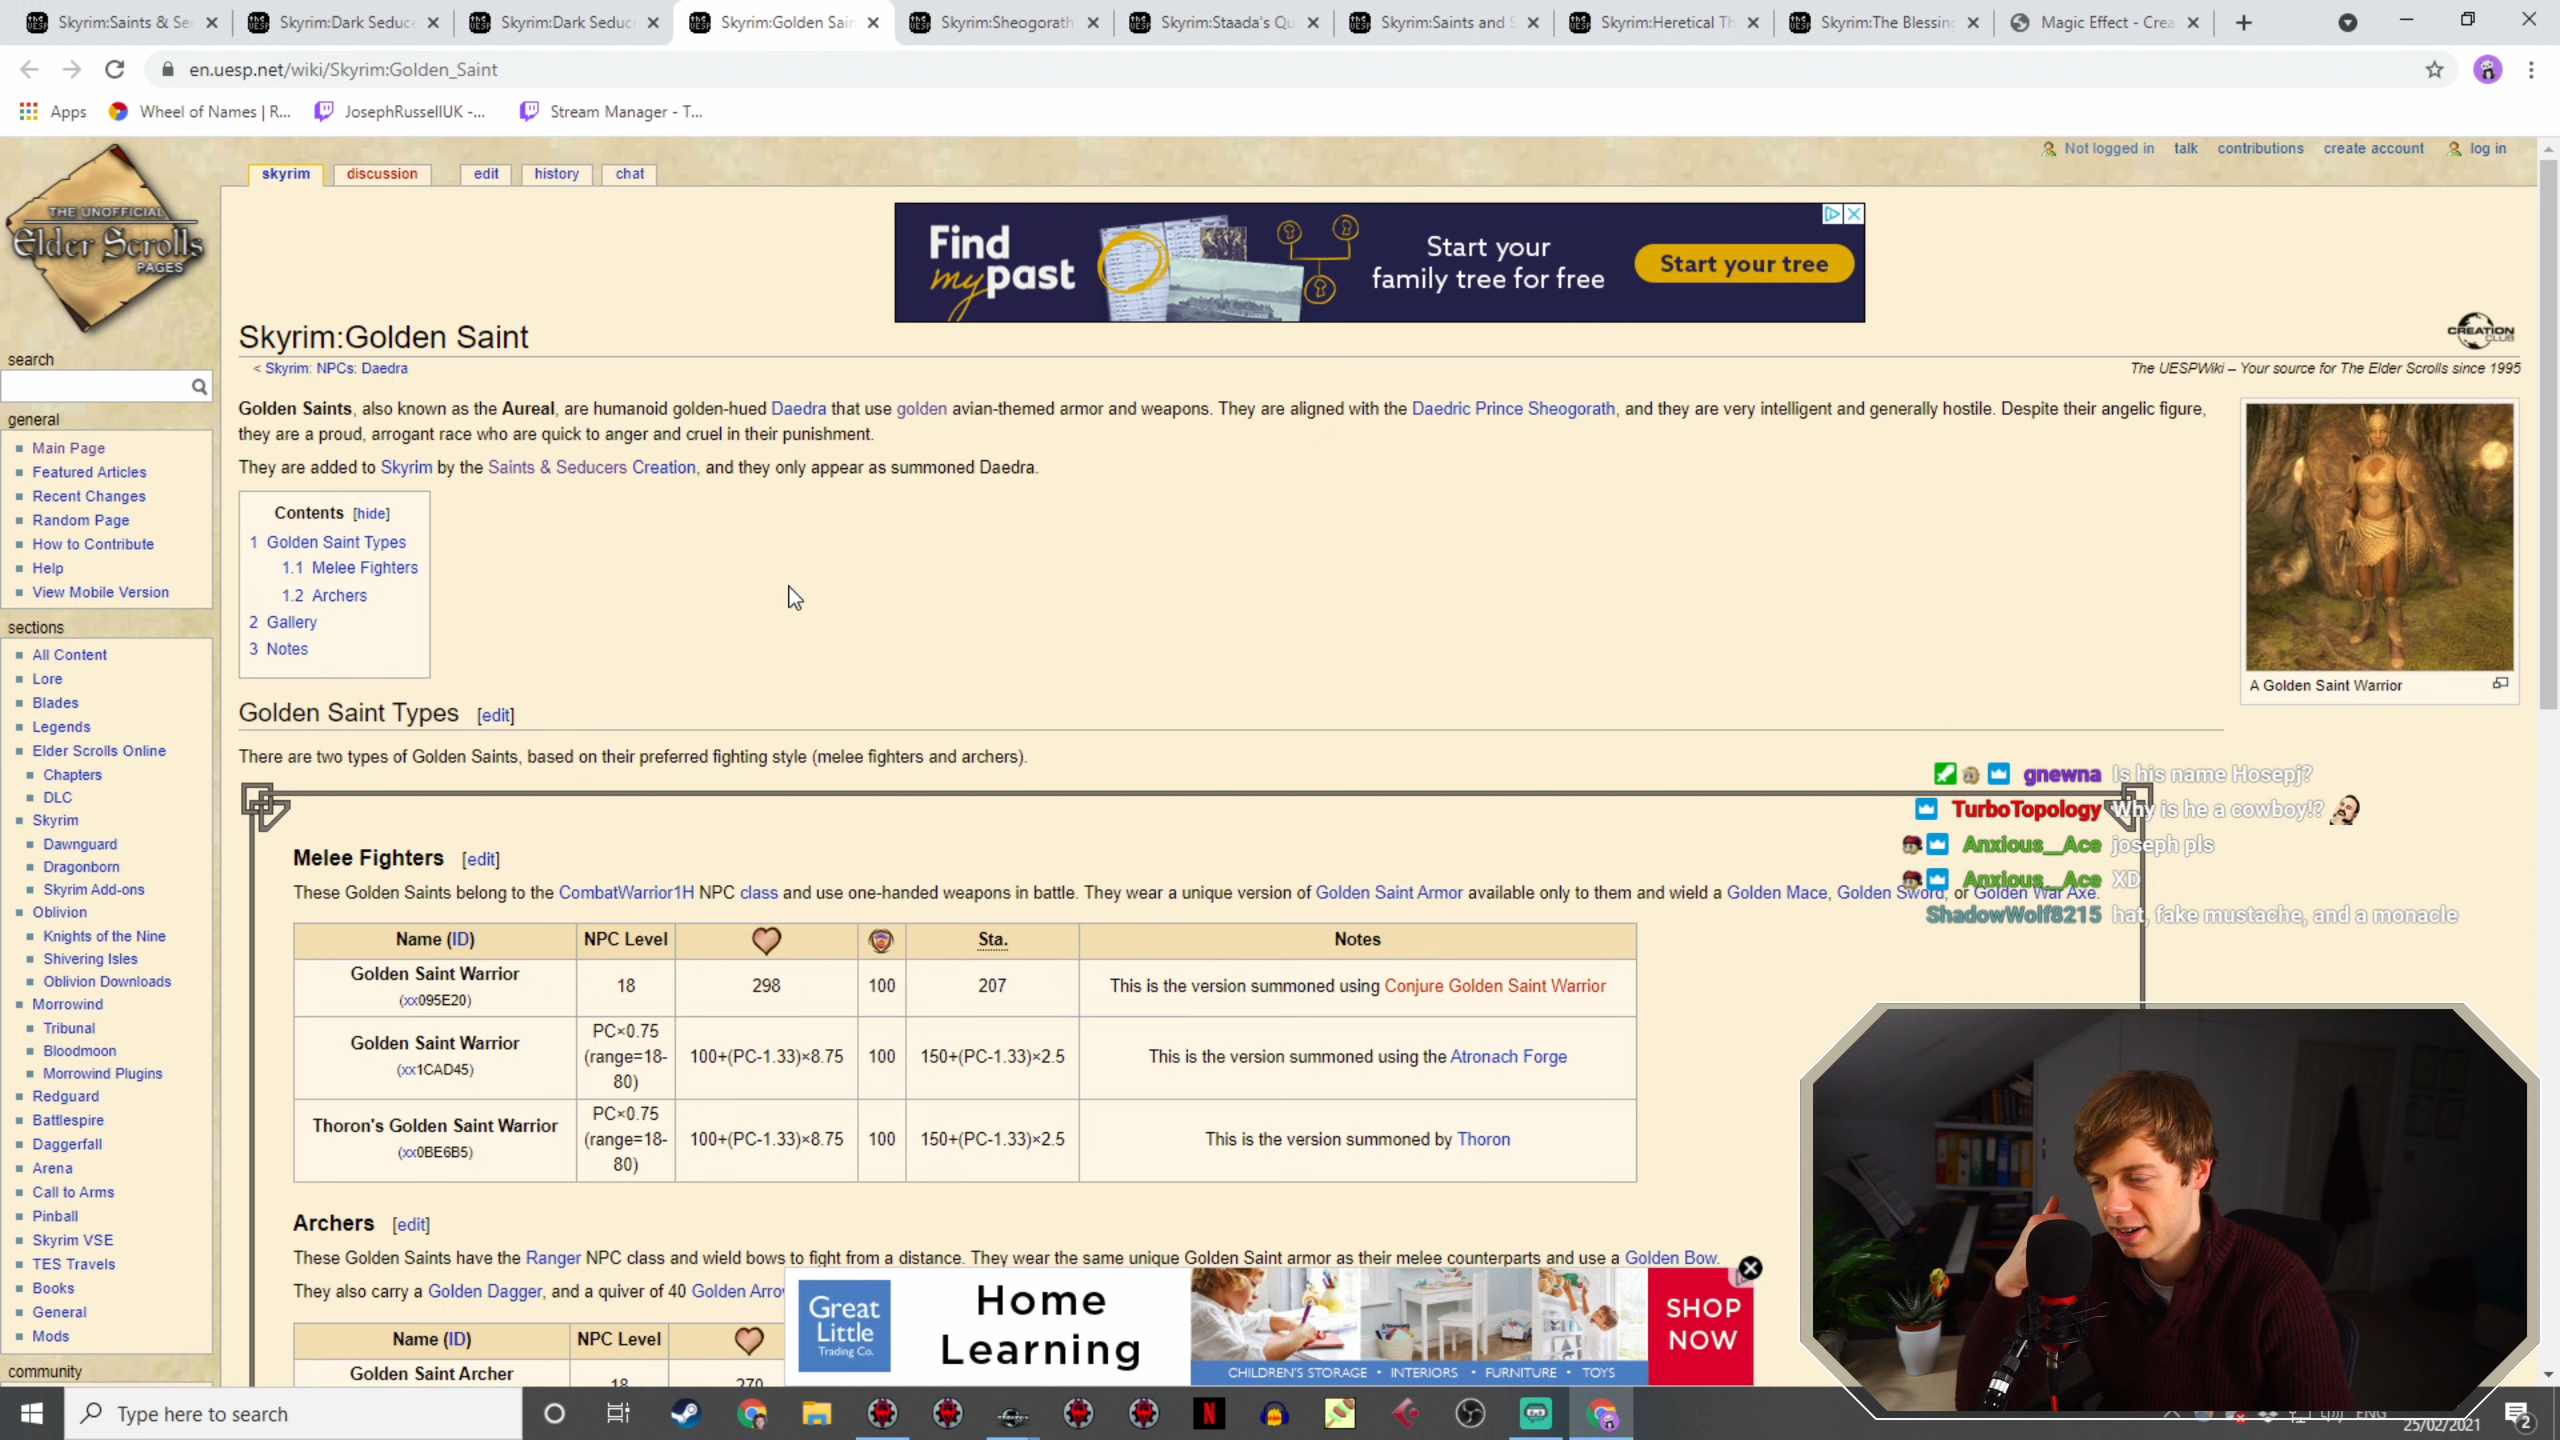 Skyrim:Saints & Sec
Skyrim:Dark Seduc
Skyrim:Dark Seduc
Skyrim:Golden Sain
Skyrim:Sheogorath
Skyrim:Staada's Qu
Skyrim:Saints and S
Skyrim:Heretical Th
Skyrim:The Blessing
Magic Effect - Crea
en.uesp.net/wiki/Skyrim:Golden_Saint
Apps
Wheel of Names | R...
JosephRussellUK -...
Stream Manager - T...
Not logged in talk contributions create account log in
skyrim discussion edit history chat
THE UNOFFICIAL
Elder Scrolls
PAGES
Find
my past
Start your
family tree for free
Start your tree
Skyrim:Golden Saint
CREATION
CLUB
< Skyrim: NPCs: Daedra
The UESPWiki – Your source for The Elder Scrolls since 1995
Golden Saints, also known as the Aureal, are humanoid golden-hued Daedra that use golden avian-themed armor and weapons. They are aligned with the Daedric Prince Sheogorath, and they are very intelligent and generally hostile. Despite their angelic figure,
they are a proud, arrogant race who are quick to anger and cruel in their punishment.
They are added to Skyrim by the Saints & Seducers Creation, and they only appear as summoned Daedra.
Contents [hide]
1 Golden Saint Types
1.1 Melee Fighters
1.2 Archers
2 Gallery
3 Notes
A Golden Saint Warrior
search
general
Main Page
Featured Articles
Recent Changes
Random Page
How to Contribute
Help
View Mobile Version
sections
All Content
Lore
Blades
Legends
Elder Scrolls Online
Chapters
DLC
Skyrim
Dawnguard
Dragonborn
Skyrim Add-ons
Oblivion
Knights of the Nine
Shivering Isles
Oblivion Downloads
Morrowind
Tribunal
Bloodmoon
Morrowind Plugins
Redguard
Battlespire
Daggerfall
Arena
Call to Arms
Pinball
Skyrim VSE
TES Travels
Books
General
Mods
community
Golden Saint Types [edit]
There are two types of Golden Saints, based on their preferred fighting style (melee fighters and archers).
gnewna Is his name Hosepj?
TurboTopology Why is he a cowboy!?
Anxious__Ace joseph pls
Anxious__Ace XD
ShadowWolf8215 hat, fake mustache, and a monacle
Melee Fighters [edit]
These Golden Saints belong to the CombatWarrior1H NPC class and use one-handed weapons in battle. They wear a unique version of Golden Saint Armor available only to them and wield a Golden Mace, Golden Sword, or Golden War Axe.
Name (ID) NPC Level Sta. Notes
Golden Saint Warrior
(xx095E20)
18 298 100 207 This is the version summoned using Conjure Golden Saint Warrior
Golden Saint Warrior
(xx1CAD45)
PC×0.75
(range=18-
80)
100+(PC-1.33)×8.75 100 150+(PC-1.33)×2.5 This is the version summoned using the Atronach Forge
Thoron's Golden Saint Warrior
(xx0BE6B5)
PC×0.75
(range=18-
80)
100+(PC-1.33)×8.75 100 150+(PC-1.33)×2.5 This is the version summoned by Thoron
Archers [edit]
These Golden Saints have the Ranger NPC class and wield bows to fight from a distance. They wear the same unique Golden Saint armor as their melee counterparts and use a Golden Bow.
They also carry a Golden Dagger, and a quiver of 40 Golden Arro
Name (ID) NPC Level
Golden Saint Archer
18 270
Great
Little
Trading Co.
Home
Learning
SHOP
NOW
CHILDREN'S STORAGE • INTERIORS • FURNITURE • TOYS
Type here to search
ENG
25/02/2021
2